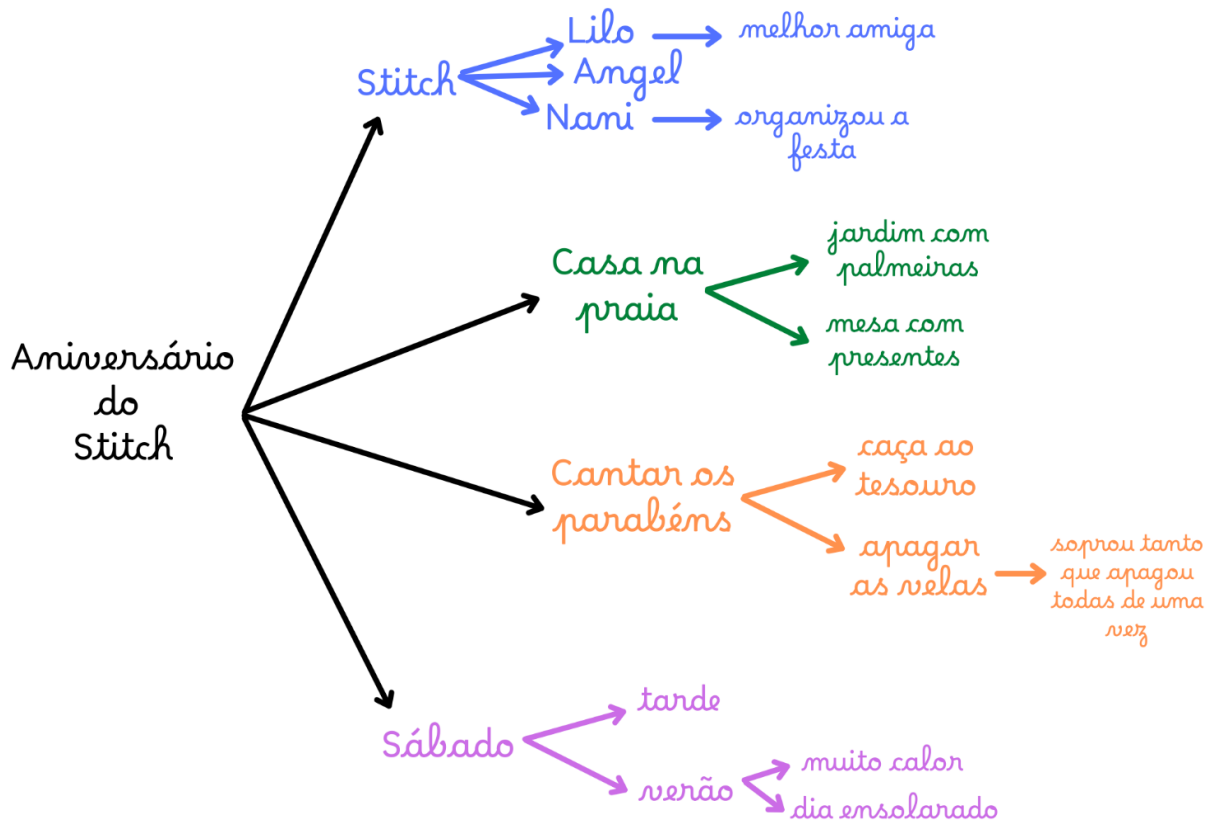 Aniversário
do
Stitch
Stitch
Lilo
melhor amiga
Angel
Nani
organizou a
festa
Casa na
praia
jardim com
palmeiras
mesa com
presentes
Cantar os
parabéns
caça ao
tesouro
apagar
as velas
soprou tanto
que apagou
todas de uma
vez
Sábado
tarde
verão
muito calor
dia ensolarado